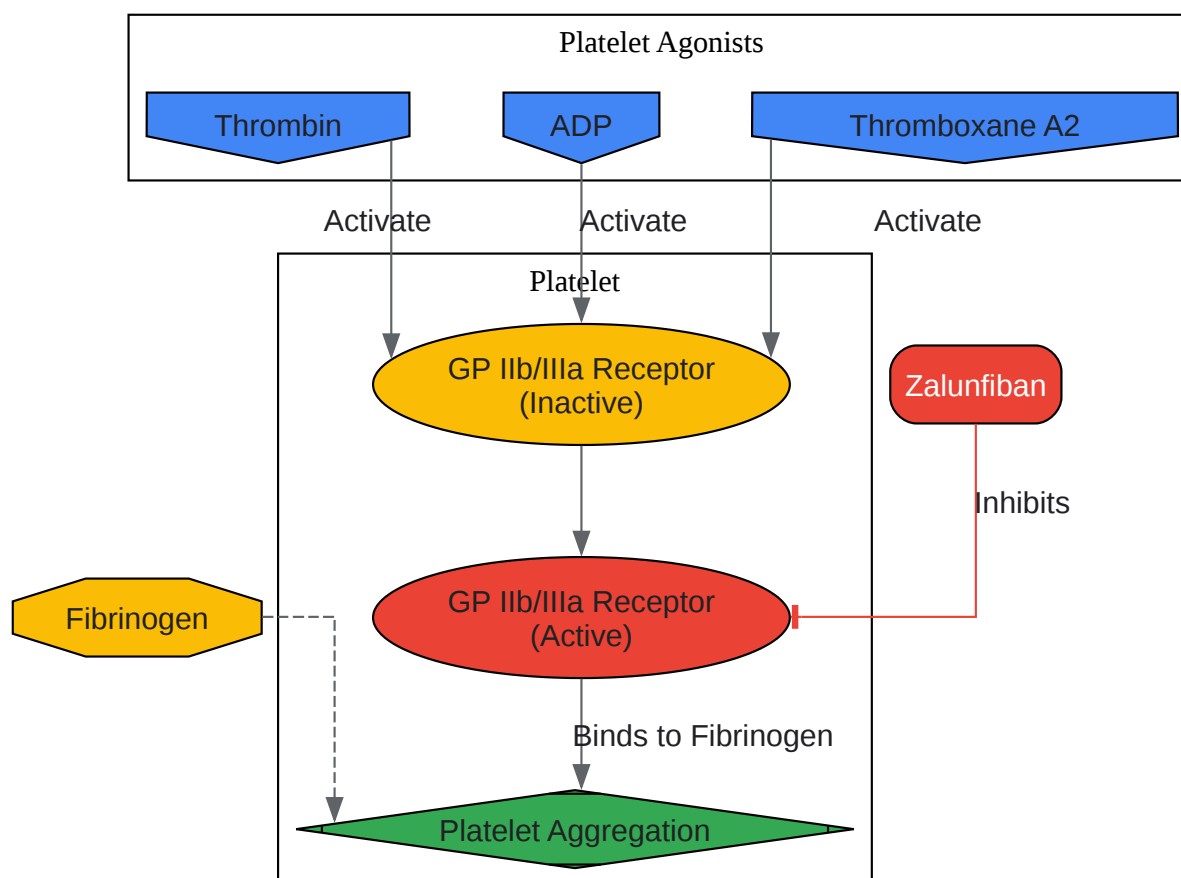 Platelet Agonists
Thrombin
ADP
Thromboxane A2
Activate
Activate
Activate
Platelet
GP IIb/IIIa Receptor
(Inactive)
Zalunfiban
Inhibits
GP IIb/IIIa Receptor
(Active)
Fibrinogen
Binds to Fibrinogen
Platelet Aggregation